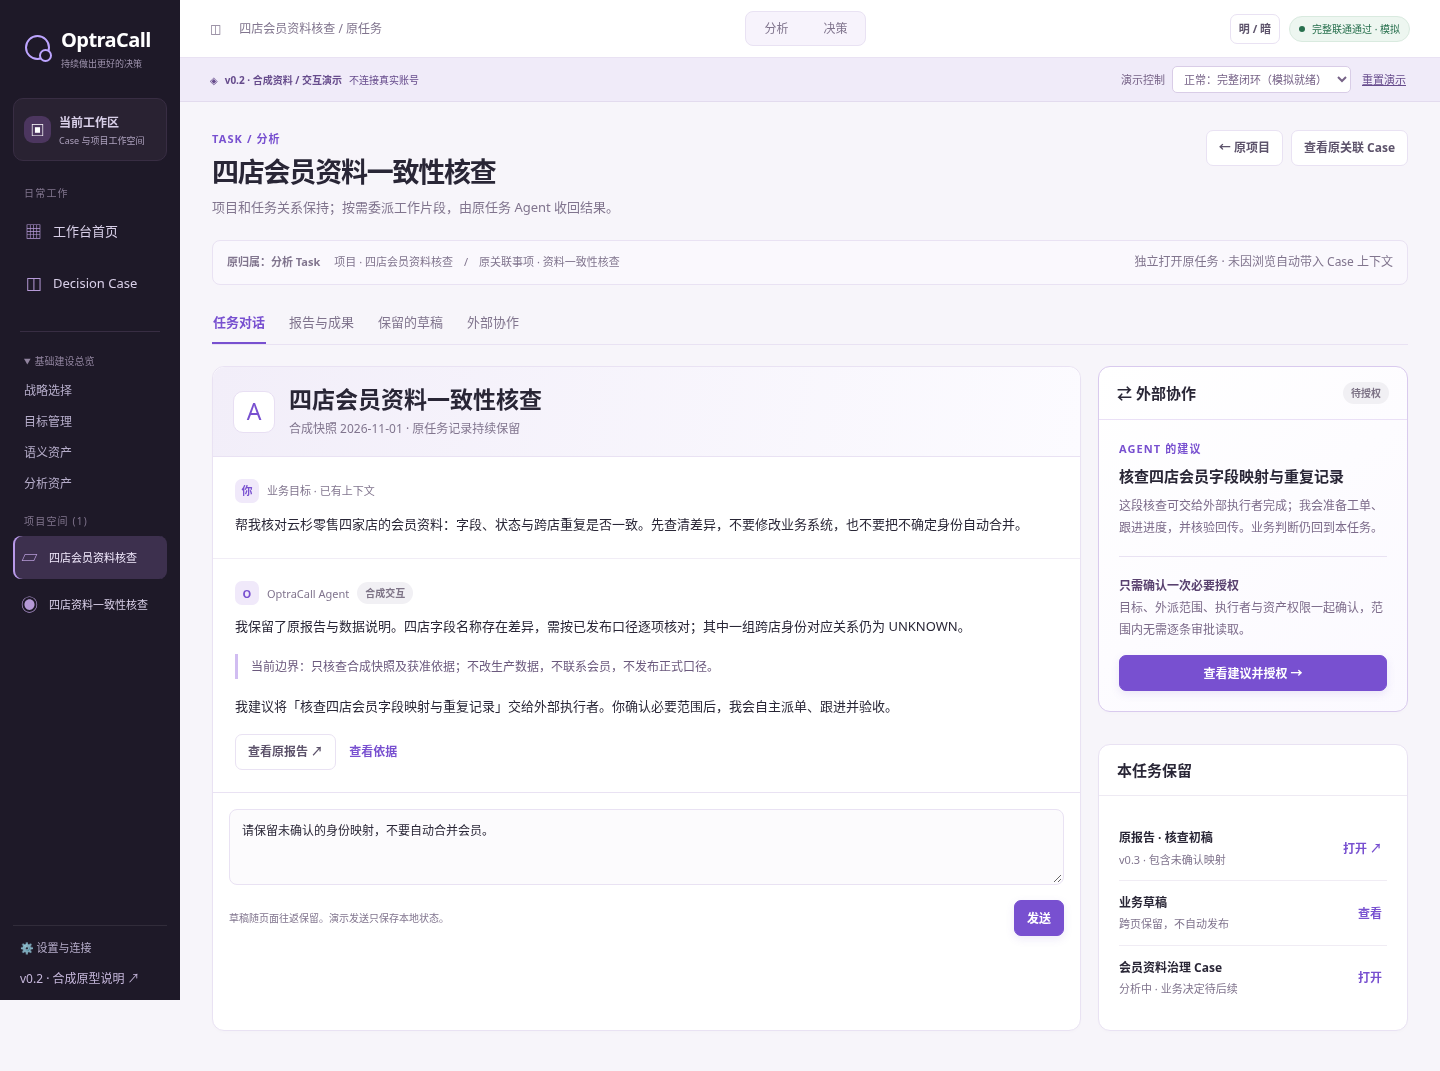 OptraCall
持续做出更好的决策
当前工作区
Case 与项目工作空间
日常工作
工作台首页
Decision Case
▼ 基础建设总览
战略选择
目标管理
语义资产
分析资产
项目空间 (1)
四店会员资料核查
四店资料一致性核查
设置与连接
v0.2 · 合成原型说明 ↗
四店会员资料核查 / 原任务
分析
决策
明 / 暗
完整联通通过 · 模拟
v0.2 · 合成资料 / 交互演示 不连接真实账号
演示控制
正常：完整闭环（模拟就绪）
重置演示
TASK / 分析
四店会员资料一致性核查
项目和任务关系保持；按需委派工作片段，由原任务 Agent 收回结果。
← 原项目
查看原关联 Case
原归属：分析 Task 项目 · 四店会员资料核查 / 原关联事项 · 资料一致性核查
独立打开原任务 · 未因浏览自动带入 Case 上下文
任务对话
报告与成果
保留的草稿
外部协作
A
四店会员资料一致性核查
合成快照 2026-11-01 · 原任务记录持续保留
你 业务目标 · 已有上下文
帮我核对云杉零售四家店的会员资料：字段、状态与跨店重复是否一致。先查清差异，不要修改业务系统，也不要把不确定身份自动合并。
O OptraCall Agent 合成交互
我保留了原报告与数据说明。四店字段名称存在差异，需按已发布口径逐项核对；其中一组跨店身份对应关系仍为 UNKNOWN。
当前边界：只核查合成快照及获准依据；不改生产数据，不联系会员，不发布正式口径。
我建议将「核查四店会员字段映射与重复记录」交给外部执行者。你确认必要范围后，我会自主派单、跟进并验收。
查看原报告 ↗
查看依据
请保留未确认的身份映射，不要自动合并会员。
草稿随页面往返保留。演示发送只保存本地状态。
发送
⇄ 外部协作
待授权
AGENT 的建议
核查四店会员字段映射与重复记录
这段核查可交给外部执行者完成；我会准备工单、
跟进进度，并核验回传。业务判断仍回到本任务。
只需确认一次必要授权
目标、外派范围、执行者与资产权限一起确认，范
围内无需逐条审批读取。
查看建议并授权 →
本任务保留
原报告 · 核查初稿
v0.3 · 包含未确认映射
打开 ↗
业务草稿
跨页保留，不自动发布
查看
会员资料治理 Case
分析中 · 业务决定待后续
打开